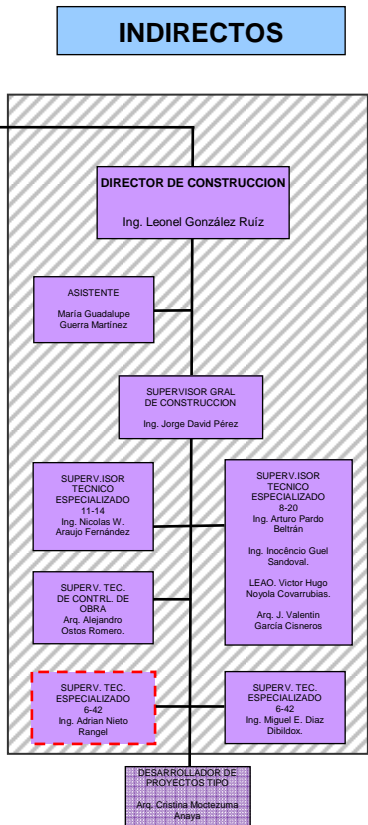 INDIRECTOS
DIRECTOR DE CONSTRUCCION
Ing. Leonel González Ruíz
ASISTENTE
María Guadalupe
Guerra Martínez
SUPERVISOR GRAL
DE CONSTRUCCION
Ing. Jorge David Pérez
SUPERV.ISOR
TECNICO
ESPECIALIZADO
11-14
Ing. Nicolas W.
Araujo Fernández
SUPERV.ISOR
TECNICO
ESPECIALIZADO
8-20
Ing. Arturo Pardo
Beltrán
Ing. Inocêncio Guel
Sandoval.
LEAO. Victor Hugo
Noyola Covarrubias.
Arq. J. Valentin
García Cisneros
SUPERV. TEC.
DE CONTRL. DE
OBRA
Arq. Alejandro
Ostos Romero.
SUPERV. TEC.
ESPECIALIZADO
6-42
Ing. Adrian Nieto
Rangel
SUPERV. TEC.
ESPECIALIZADO
6-42
Ing. Miguel E. Diaz
Dibildox.
DESARROLLADOR DE
PROYECTOS TIPO
Arq. Cristina Moctezuma
Anaya